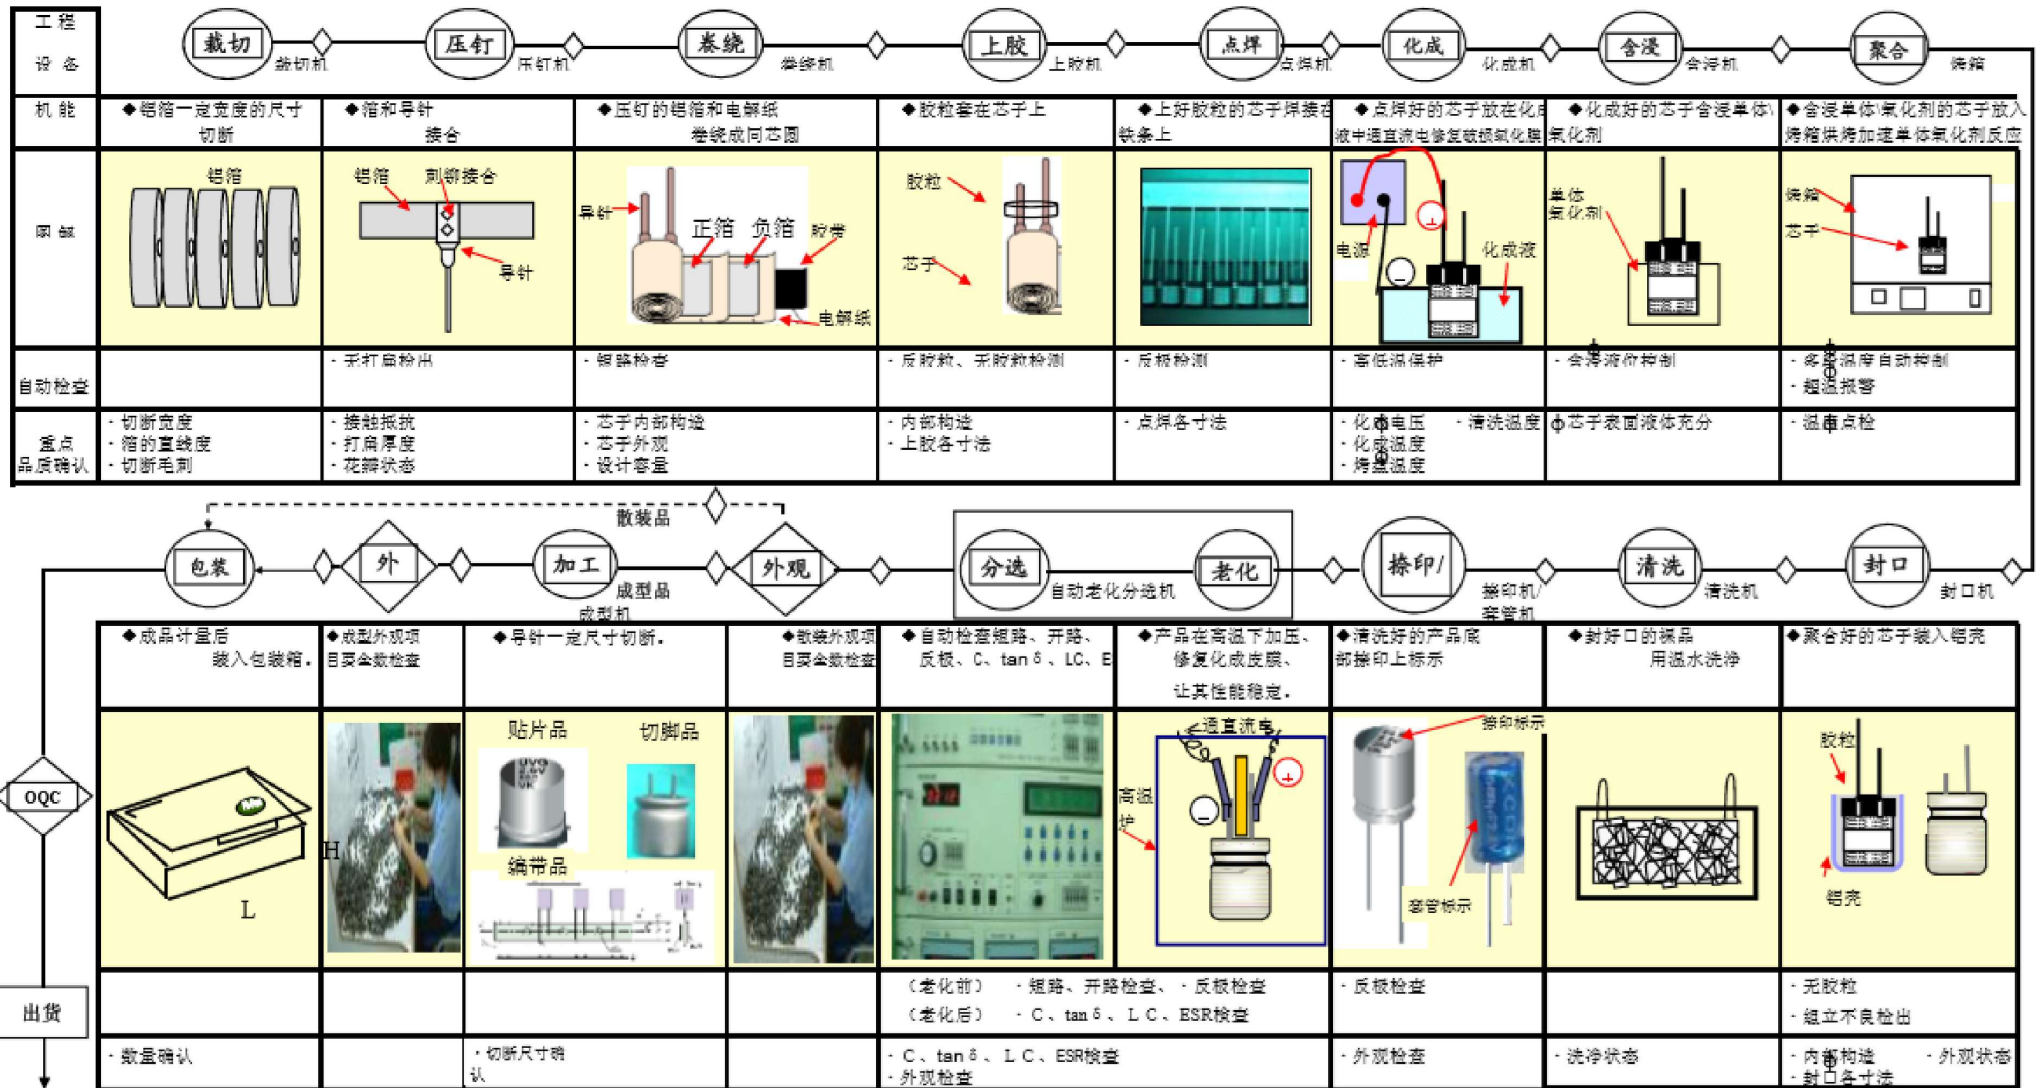 工程
裁切
压钉
卷绕
上胶
点焊
化成
含浸
聚合
设备
裁切机
压钉机
卷绕机
上胶机
点焊机
化成机
含浸机
烤箱
机能
◆铝箔一定宽度的尺寸
切断
◆箔和导针
接合
◆压钉的铝箔和电解纸
卷绕成同芯圆
◆胶粒套在芯子上
◆上好胶粒的芯子焊接在
铁条上
◆点焊好的芯子放在化成
液中通直流电修复破损氧化膜
◆化成好的芯子含浸单体\
氧化剂
◆含浸单体\氧化剂的芯子放入
烤箱烘烤加速单体氧化剂反应
铝箔
铝箔
刺铆接合
导针
导针
正箔
负箔
胶带
电解纸
胶粒
芯子
电源
化成液
单体
氧化剂
烤箱
芯子
自动检查
·无打扁检出
·短路检查
·反胶粒、无胶粒检测
·反极检测
·高低温保护
·含浸液位控制
·多段温度自动控制
·超温报警
重点
品质确认
·切断宽度
·箔的直线度
·切断毛刺
·接触抵抗
·打扁厚度
·花瓣状态
·芯子内部构造
·芯子外观
·设计容量
·内部构造
·上胶各寸法
·点焊各寸法
·化成电压
·清洗温度
·化成温度
·烤盘温度
芯子表面液体充分
·温度点检
散装品
包装
外
加工
外观
分选
老化
捺印/
清洗
封口
成型品
成型机
自动老化分选机
捺印机/
套管机
清洗机
封口机
◆成品计量后
装入包装箱。
◆成型外观项
目要全数检查
◆导针一定尺寸切断。
◆散装外观项
目要全数检查
◆自动检查短路、开路、
反极、C、tanδ、LC、E
◆产品在高温下加压、
修复化成皮膜、
让其性能稳定。
◆清洗好的产品底
部捺印上标示
◆封好口的裸品
用温水洗净
◆聚合好的芯子装入铝壳
OQC
H
L
贴片品
切脚品
编带品
通直流电
高温
炉
捺印标示
套管标示
胶粒
铝壳
出货
（老化前） ·短路、开路检查、·反极检查
（老化后） ·C、tanδ、LC、ESR検查
·反极检查
·无胶粒
·组立不良检出
·数量确认
·切断尺寸确
认
·C、tanδ、LC、ESR検查
·外观检查
·外观检查
·洗净状态
·内部构造
·外观状态
·封口各寸法